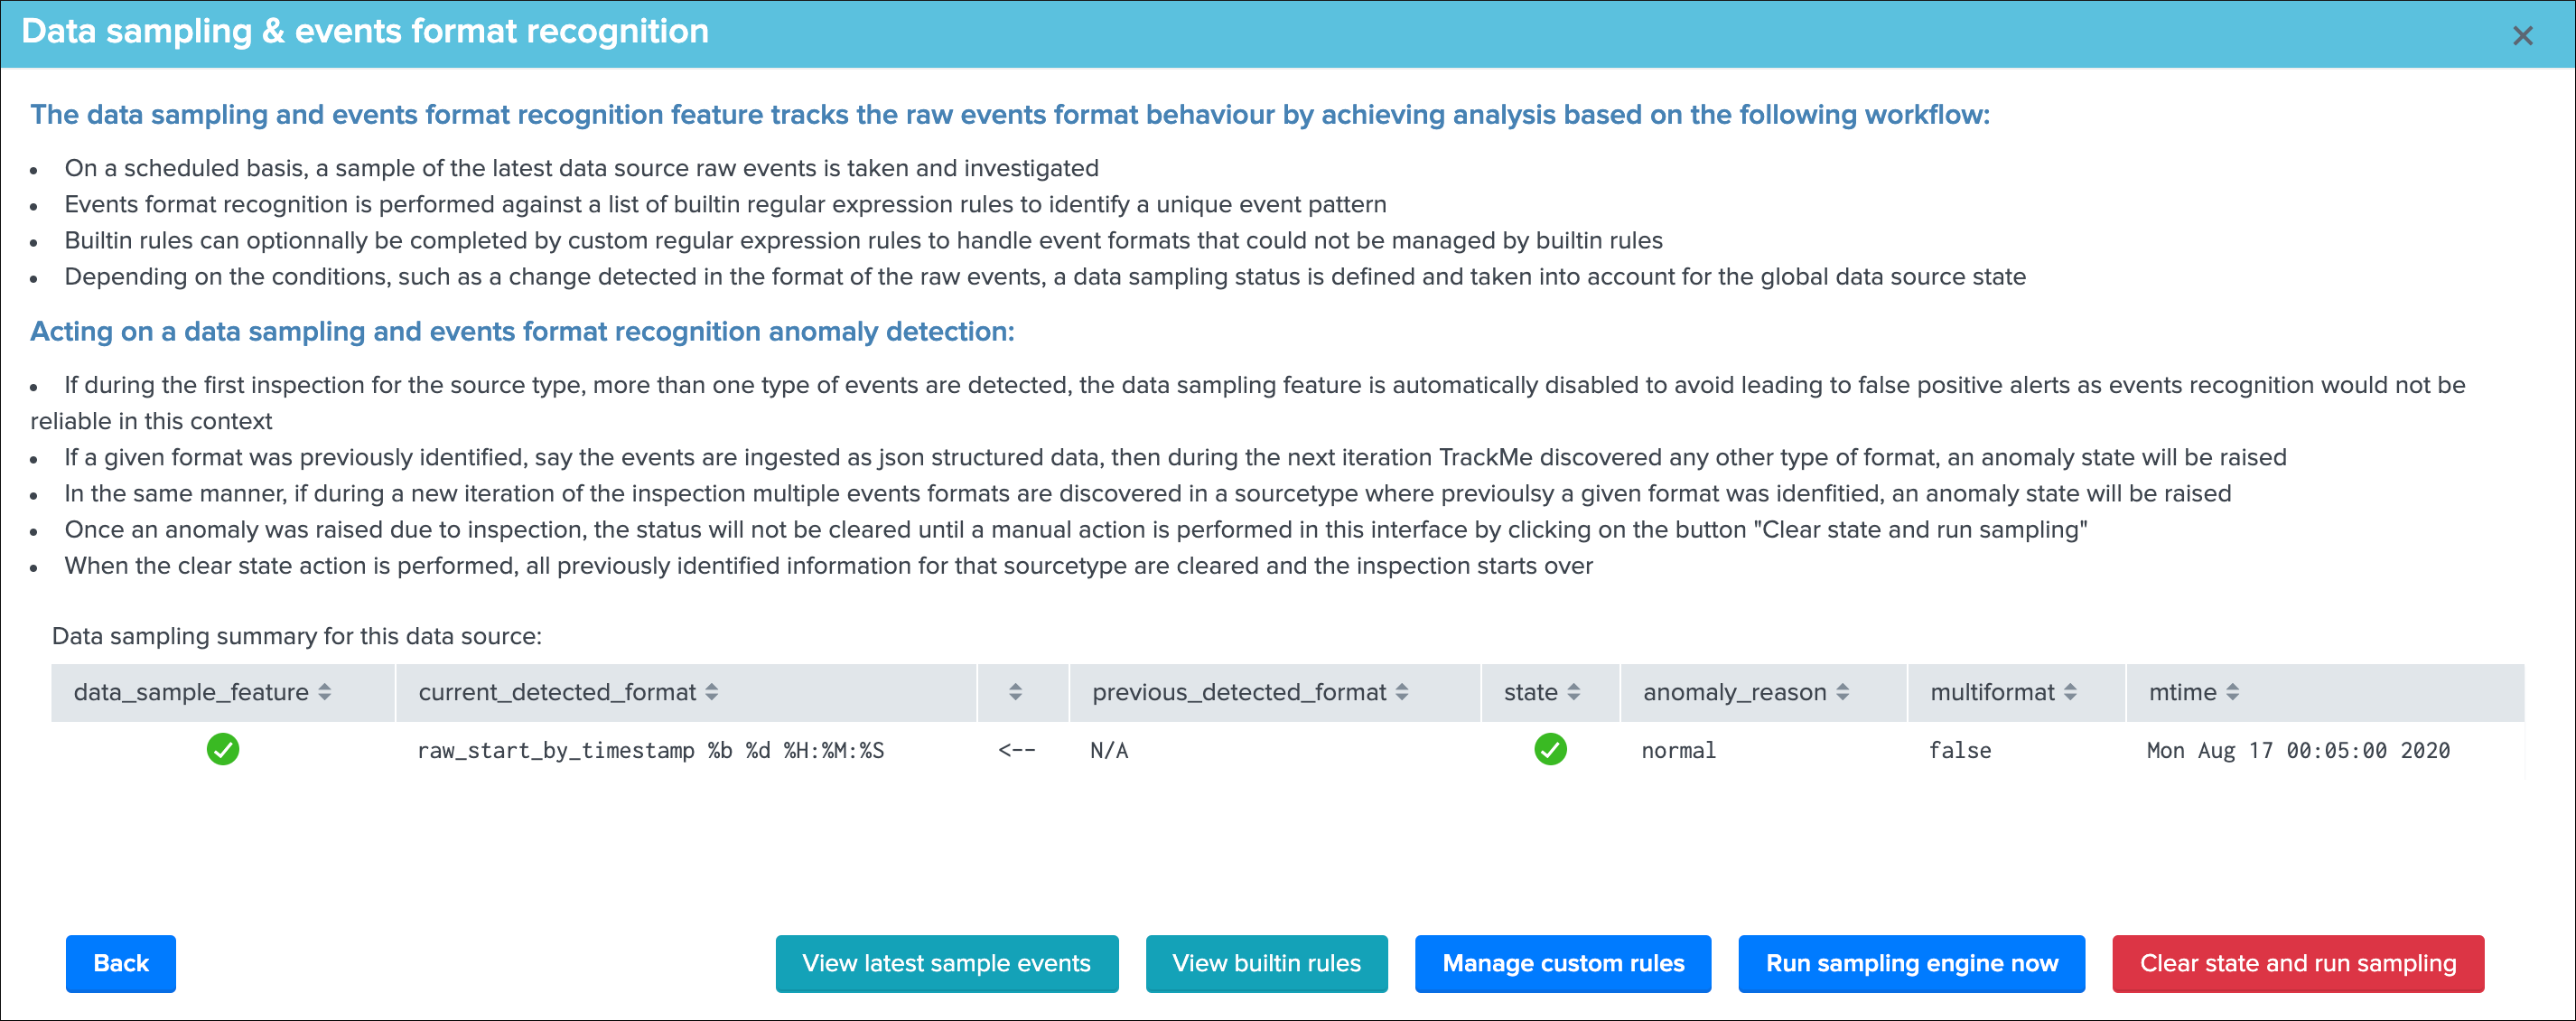 Data sampling & events format recognition
The data sampling and events format recognition feature tracks the raw events format behaviour by achieving analysis based on the following workflow:
• On a scheduled basis, a sample of the latest data source raw events is taken and investigated
• Events format recognition is performed against a list of builtin regular expression rules to identify a unique event pattern
• Builtin rules can optionnally be completed by custom regular expression rules to handle event formats that could not be managed by builtin rules
• Depending on the conditions, such as a change detected in the format of the raw events, a data sampling status is defined and taken into account for the global data source state
Acting on a data sampling and events format recognition anomaly detection:
• If during the first inspection for the source type, more than one type of events are detected, the data sampling feature is automatically disabled to avoid leading to false positive alerts as events recognition would not be
reliable in this context
• If a given format was previously identified, say the events are ingested as json structured data, then during the next iteration TrackMe discovered any other type of format, an anomaly state will be raised
• In the same manner, if during a new iteration of the inspection multiple events formats are discovered in a sourcetype where previoulsy a given format was idenfitied, an anomaly state will be raised
• Once an anomaly was raised due to inspection, the status will not be cleared until a manual action is performed in this interface by clicking on the button "Clear state and run sampling"
• When the clear state action is performed, all previously identified information for that sourcetype are cleared and the inspection starts over
Data sampling summary for this data source:
data_sample_feature current_detected_format previous_detected_format state anomaly_reason multiformat mtime
raw_start_by_timestamp %b %d %H:%M:%S <-- N/A normal false Mon Aug 17 00:05:00 2020
Back View latest sample events View builtin rules Manage custom rules Run sampling engine now Clear state and run sampling